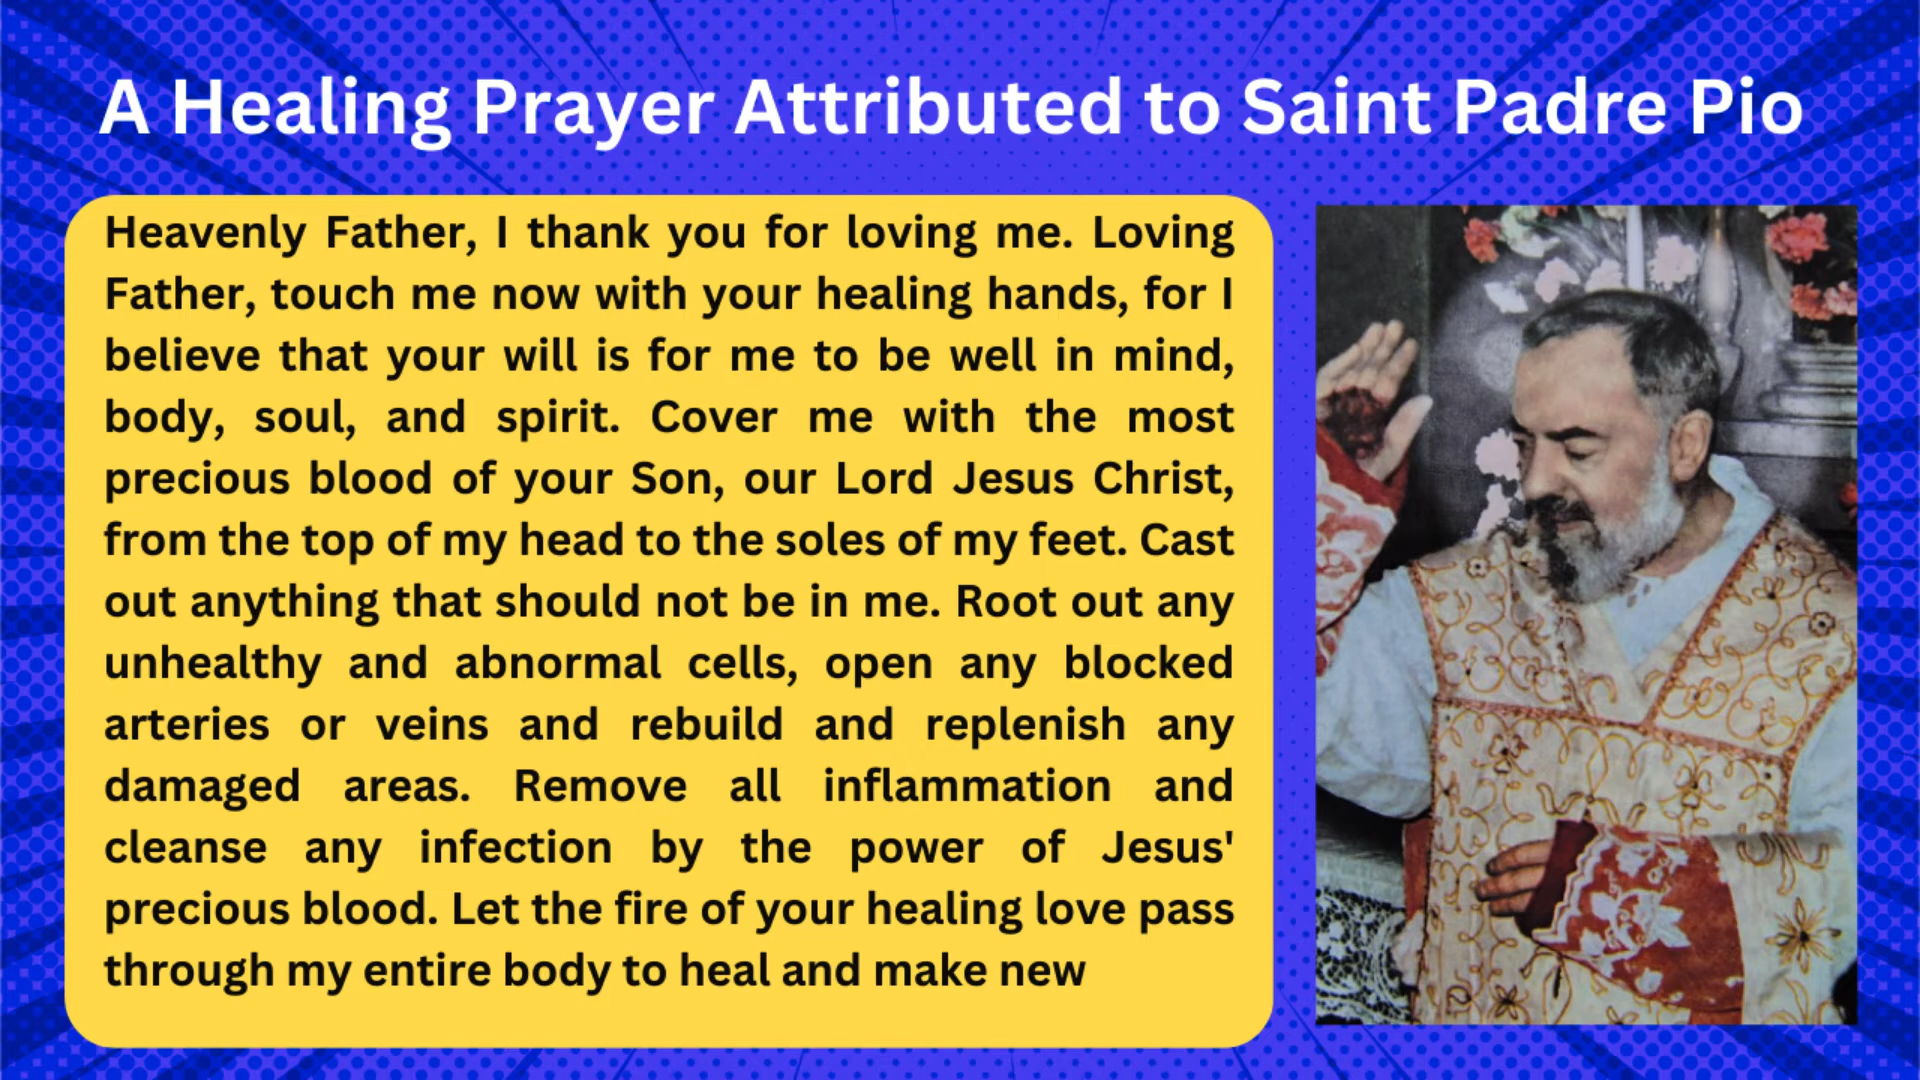 A Healing Prayer Attributed to Saint Padre Pio
Heavenly Father, I thank you for loving me. Loving
Father, touch me now with your healing hands, for I
believe that your will is for me to be well in mind,
body, soul, and spirit. Cover me with the most
precious blood of your Son, our Lord Jesus Christ,
from the top of my head to the soles of my feet. Cast
out anything that should not be in me. Root out any
unhealthy and abnormal cells, open any blocked
arteries or veins and rebuild and replenish any
damaged areas. Remove all inflammation and
cleanse any infection by the power of Jesus'
precious blood. Let the fire of your healing love pass
through my entire body to heal and make new